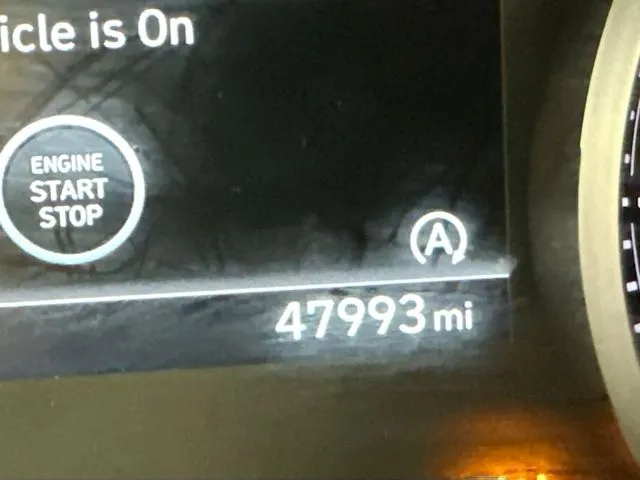 icle is On
ENGINE
START
STOP
A
47993 mi